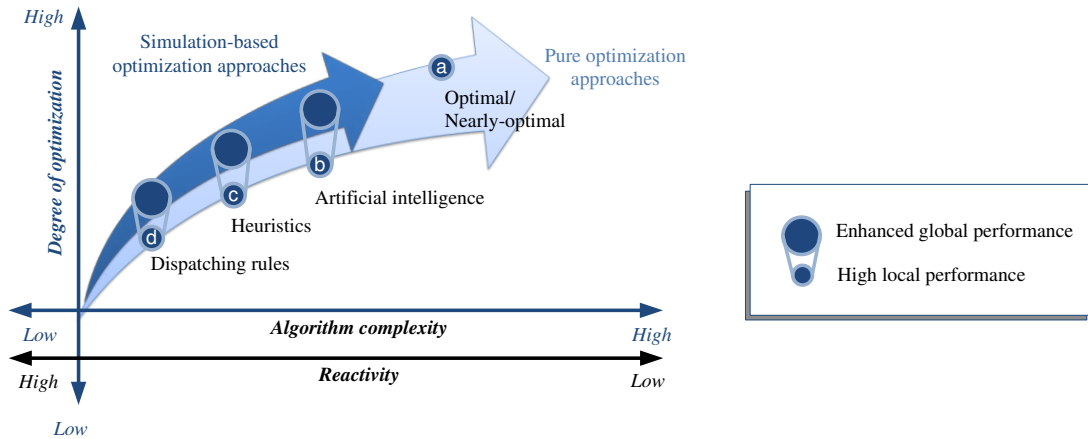 High
Simulation-based
optimization approaches
Pure optimization
approaches
Degree of optimization
a
Optimal/
Nearly-optimal
b
Artificial intelligence
c
Heuristics
d
Dispatching rules
Enhanced global performance
High local performance
Low
Algorithm complexity
High
High
Reactivity
Low
Low